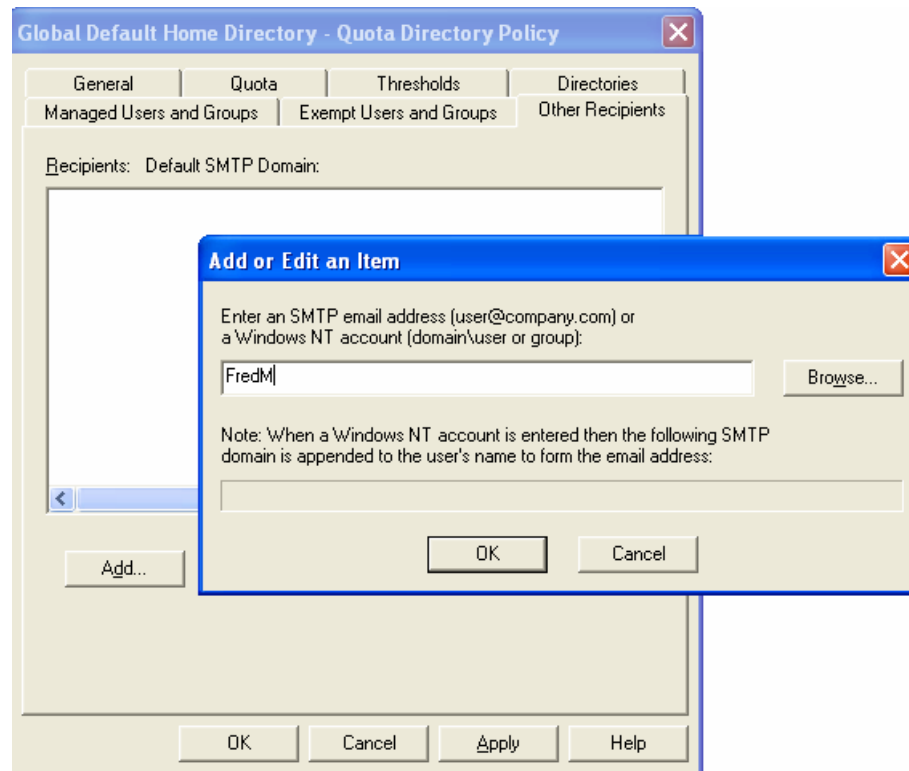 Global Default Home Directory - Quota Directory Policy
General Quota Thresholds Directories
Managed Users and Groups Exempt Users and Groups Other Recipients
Recipients: Default SMTP Domain:
Add or Edit an Item
Enter an SMTP email address (user@company.com) or
a Windows NT account (domain\user or group):
FredM
Browse...
Note: When a Windows NT account is entered then the following SMTP
domain is appended to the user's name to form the email address:
OK Cancel
Add...
OK Cancel Apply Help